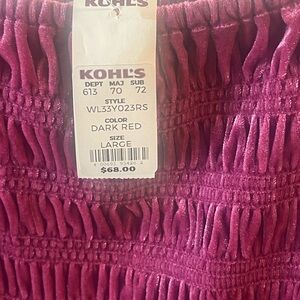 KOHL'S
KOHL'S
DEPT MAJ SUB
613 70 72
STYLE
WL33Y023RS
COLOR
DARK RED
SIZE
LARGE
$68.00